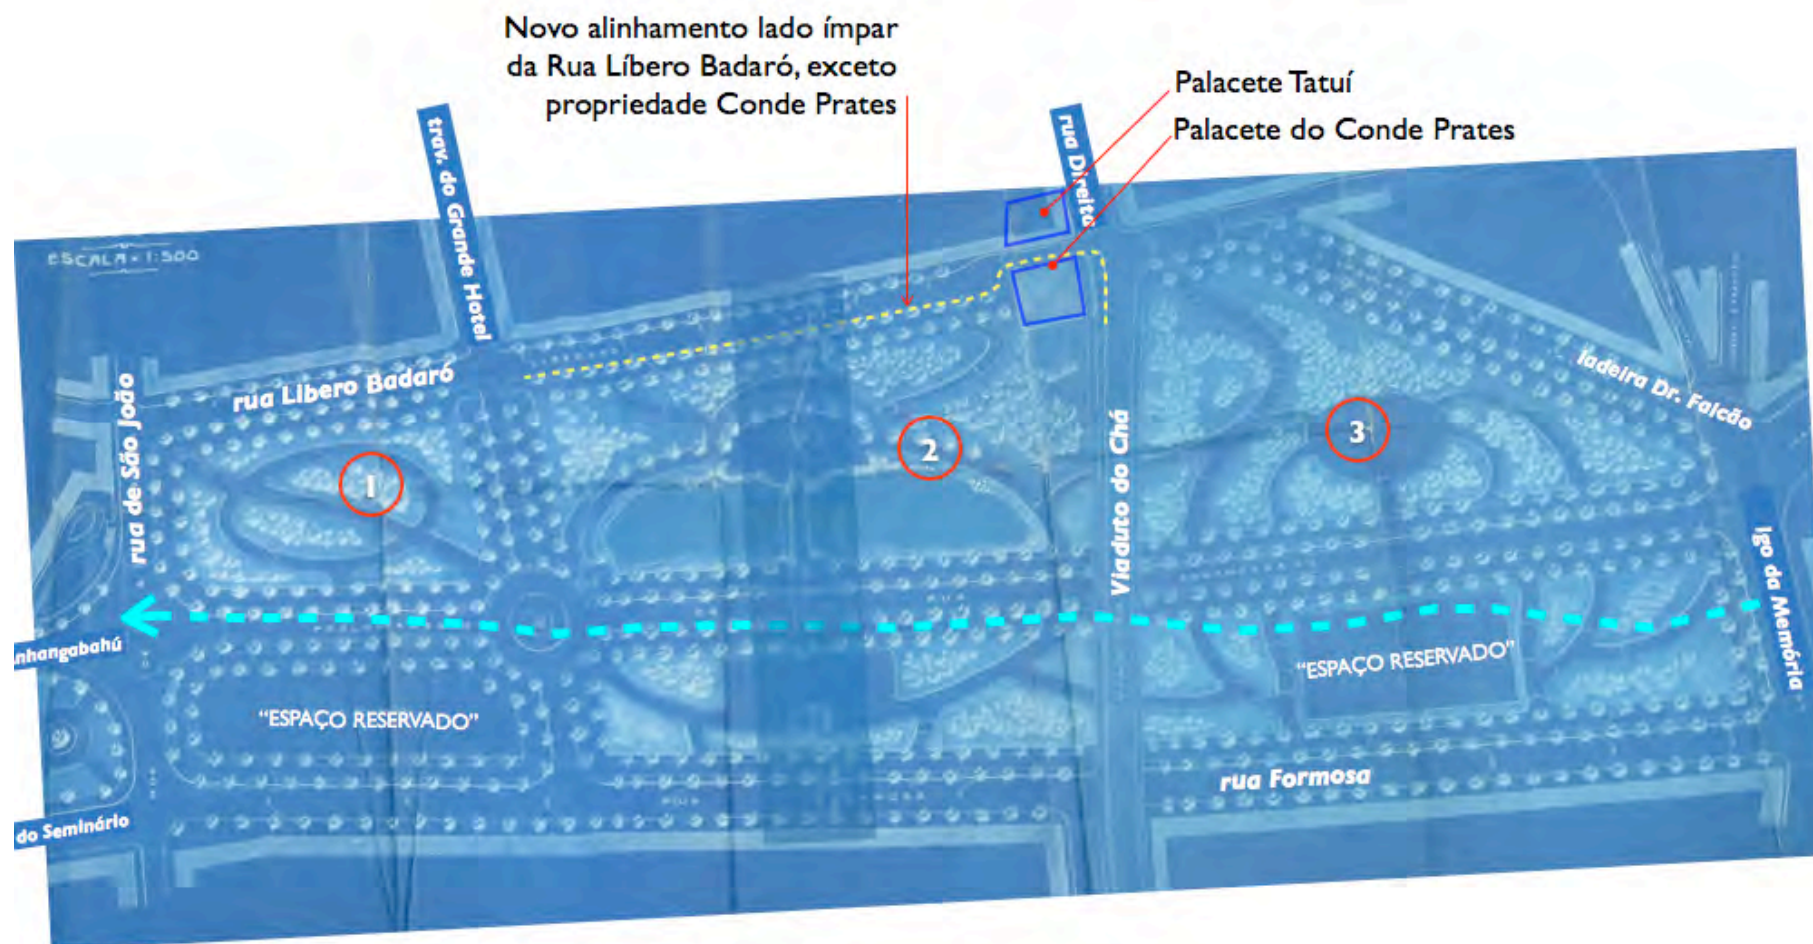 Novo alinhamento lado ímpar
da Rua Líbero Badaró, exceto
propriedade Conde Prates
Palacete Tatuí
Palacete do Conde Prates
trav. do Grande Hotel
rua Direita
ESCALA = 1:500
rua Libero Badaró
rua de São João
ladeira Dr. Falcão
1
2
3
Viaduto do Chá
lgo da Memória
nhangabahú
"ESPAÇO RESERVADO"
"ESPAÇO RESERVADO"
rua Formosa
do Seminário
RUA